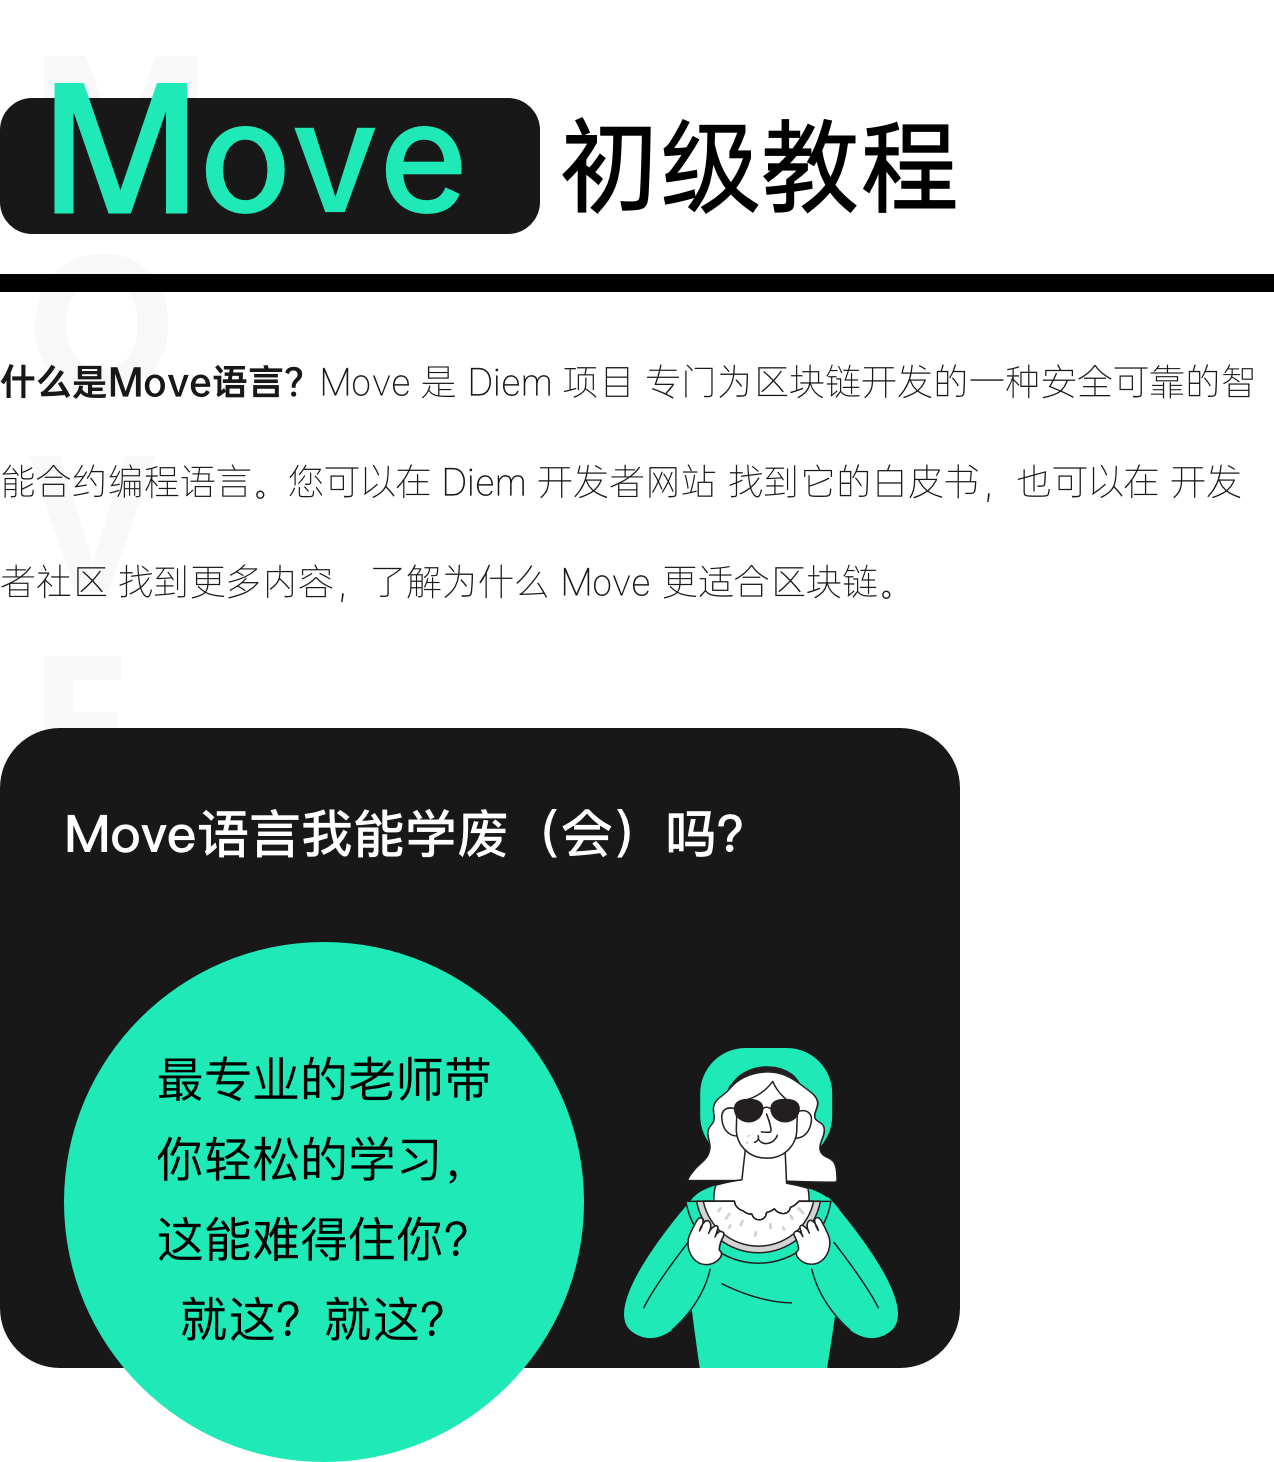 Move 初级教程
什么是Move语言？Move 是 Diem 项目 专门为区块链开发的一种安全可靠的智
能合约编程语言。您可以在 Diem 开发者网站 找到它的白皮书，也可以在 开发
者社区 找到更多内容，了解为什么 Move 更适合区块链。
MOVE
Move语言我能学废（会）吗?
最专业的老师带
你轻松的学习，
这能难得住你?
就这？就这?